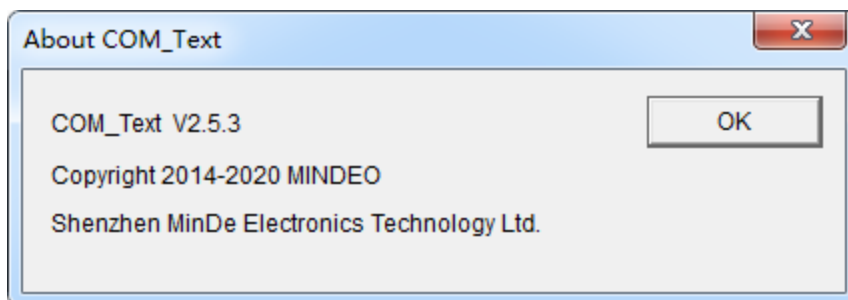 About COM_Text
COM_Text V2.5.3
OK
Copyright 2014-2020 MINDEO
Shenzhen MinDe Electronics Technology Ltd.